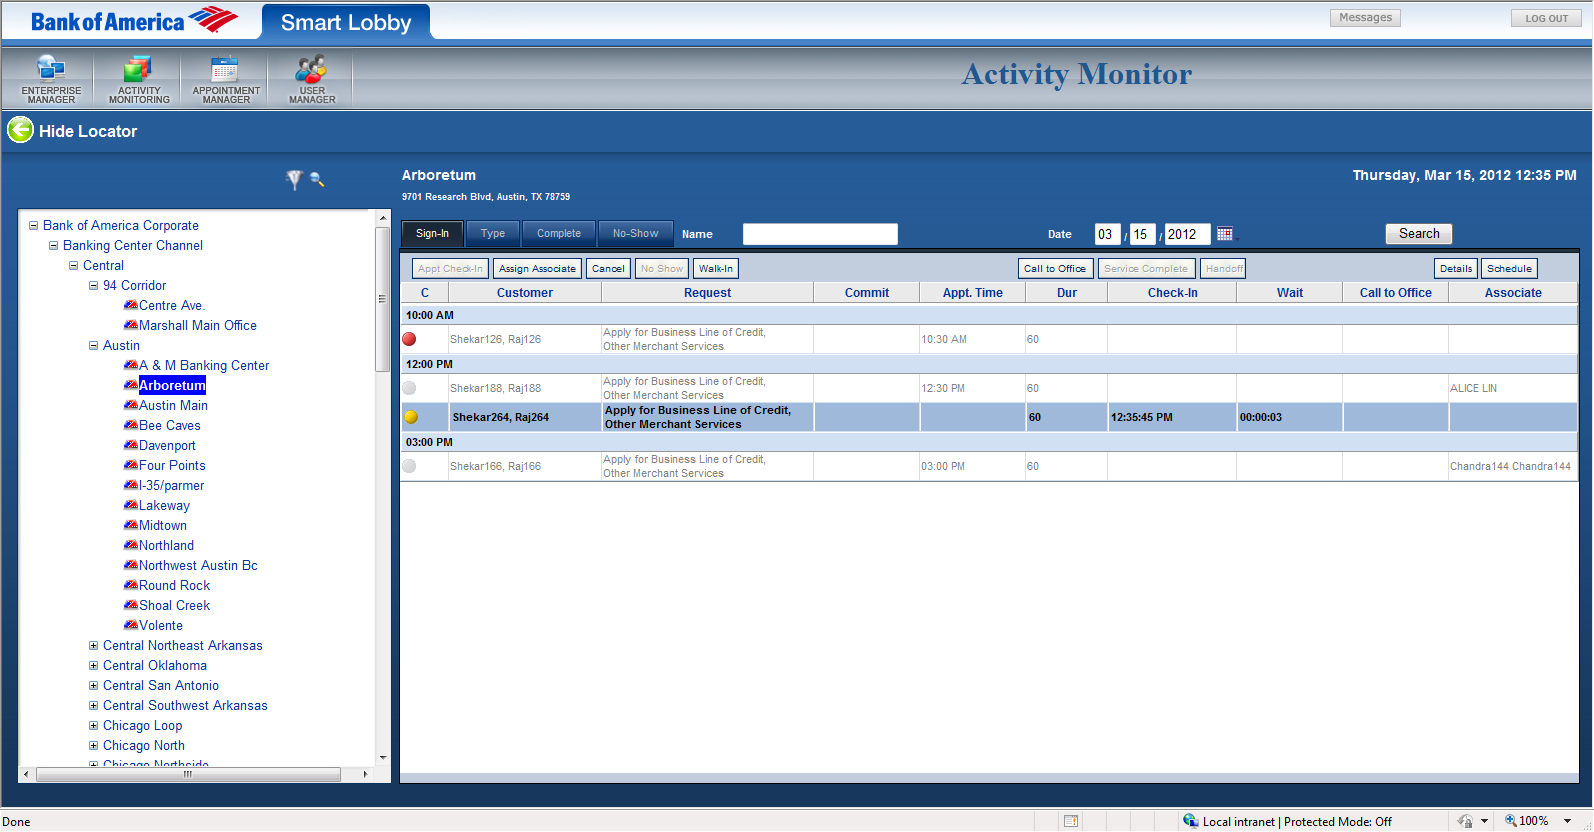 Bank of America
Smart Lobby
Messages
LOG OUT
ENTERPRISE MANAGER
ACTIVITY MONITORING
APPOINTMENT MANAGER
USER MANAGER
Activity Monitor
Hide Locator
Bank of America Corporate
Banking Center Channel
Central
94 Corridor
Centre Ave.
Marshall Main Office
Austin
A & M Banking Center
Arboretum
Austin Main
Bee Caves
Davenport
Four Points
I-35/parmer
Lakeway
Midtown
Northland
Northwest Austin Bc
Round Rock
Shoal Creek
Volente
Central Northeast Arkansas
Central Oklahoma
Central San Antonio
Central Southwest Arkansas
Chicago Loop
Chicago North
Chicago Northside
Arboretum
Thursday, Mar 15, 2012 12:35 PM
9701 Research Blvd, Austin, TX 78759
Sign-In Type Complete No-Show Name Date 03 / 15 / 2012 Search
Appt Check-In Assign Associate Cancel No Show Walk-In Call to Office Service Complete Handoff Details Schedule
C Customer Request Commit Appt. Time Dur Check-In Wait Call to Office Associate
10:00 AM
Shekar126, Raj126 Apply for Business Line of Credit, 10:30 AM 60
Other Merchant Services
12:00 PM
Shekar188, Raj188 Apply for Business Line of Credit, 12:30 PM 60 ALICE LIN
Other Merchant Services
Shekar264, Raj264 Apply for Business Line of Credit, 60 12:35:45 PM 00:00:03
Other Merchant Services
03:00 PM
Shekar166, Raj166 Apply for Business Line of Credit, 03:00 PM 60 Chandra144 Chandra144
Other Merchant Services
Done
Local intranet | Protected Mode: Off
100%